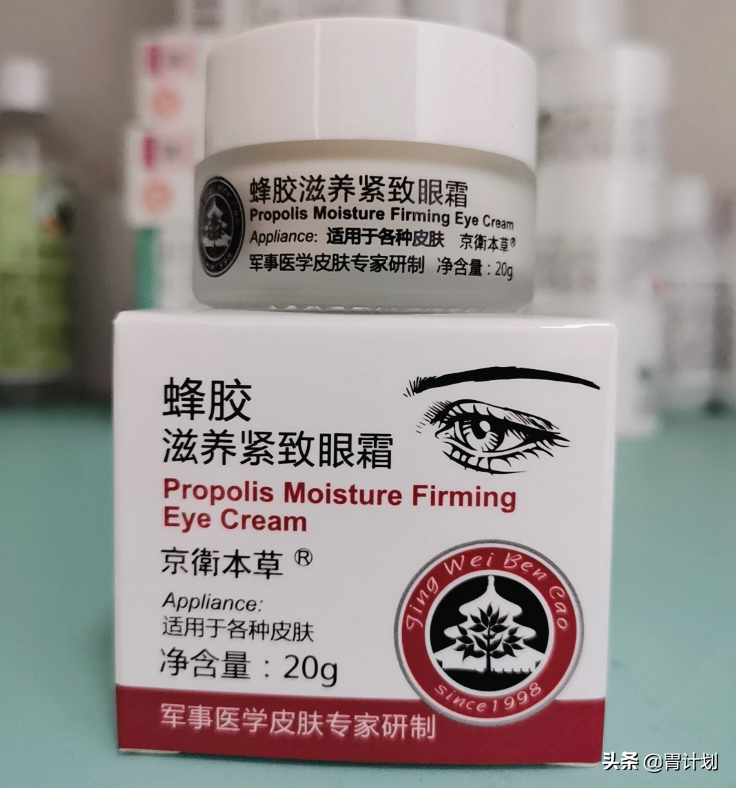 蜂胶滋养紧致眼霜
Propolis Moisture Firming Eye Cream
Appliance: 适用于各种皮肤 京衛本草®
军事医学皮肤专家研制 净含量：20g
蜂胶
滋养紧致眼霜
Propolis Moisture Firming
Eye Cream
京衛本草®
Appliance:
适用于各种皮肤
净含量：20g
Jing Wei Ben Cao
since1998
军事医学皮肤专家研制
头条 @胃计划